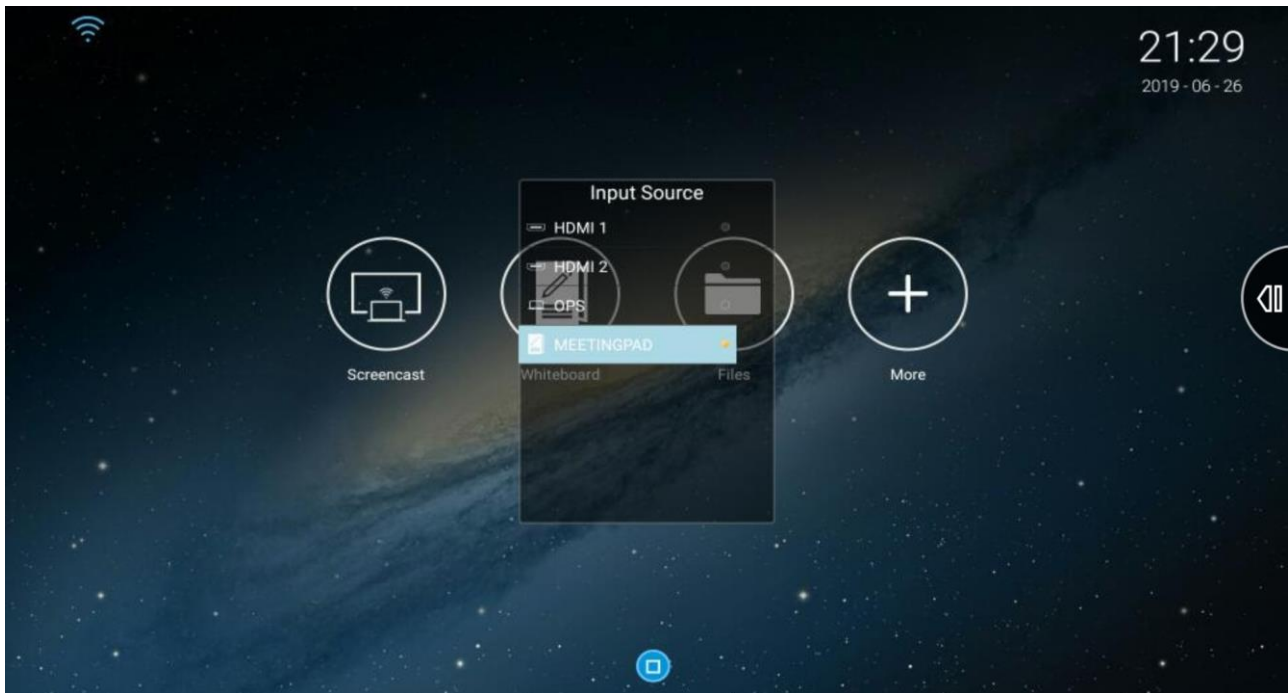 21:29
2019 - 06 - 26
Input Source
HDMI 1
HDMI 2
OPS
MEETINGPAD
Screencast
Whiteboard
Files
More